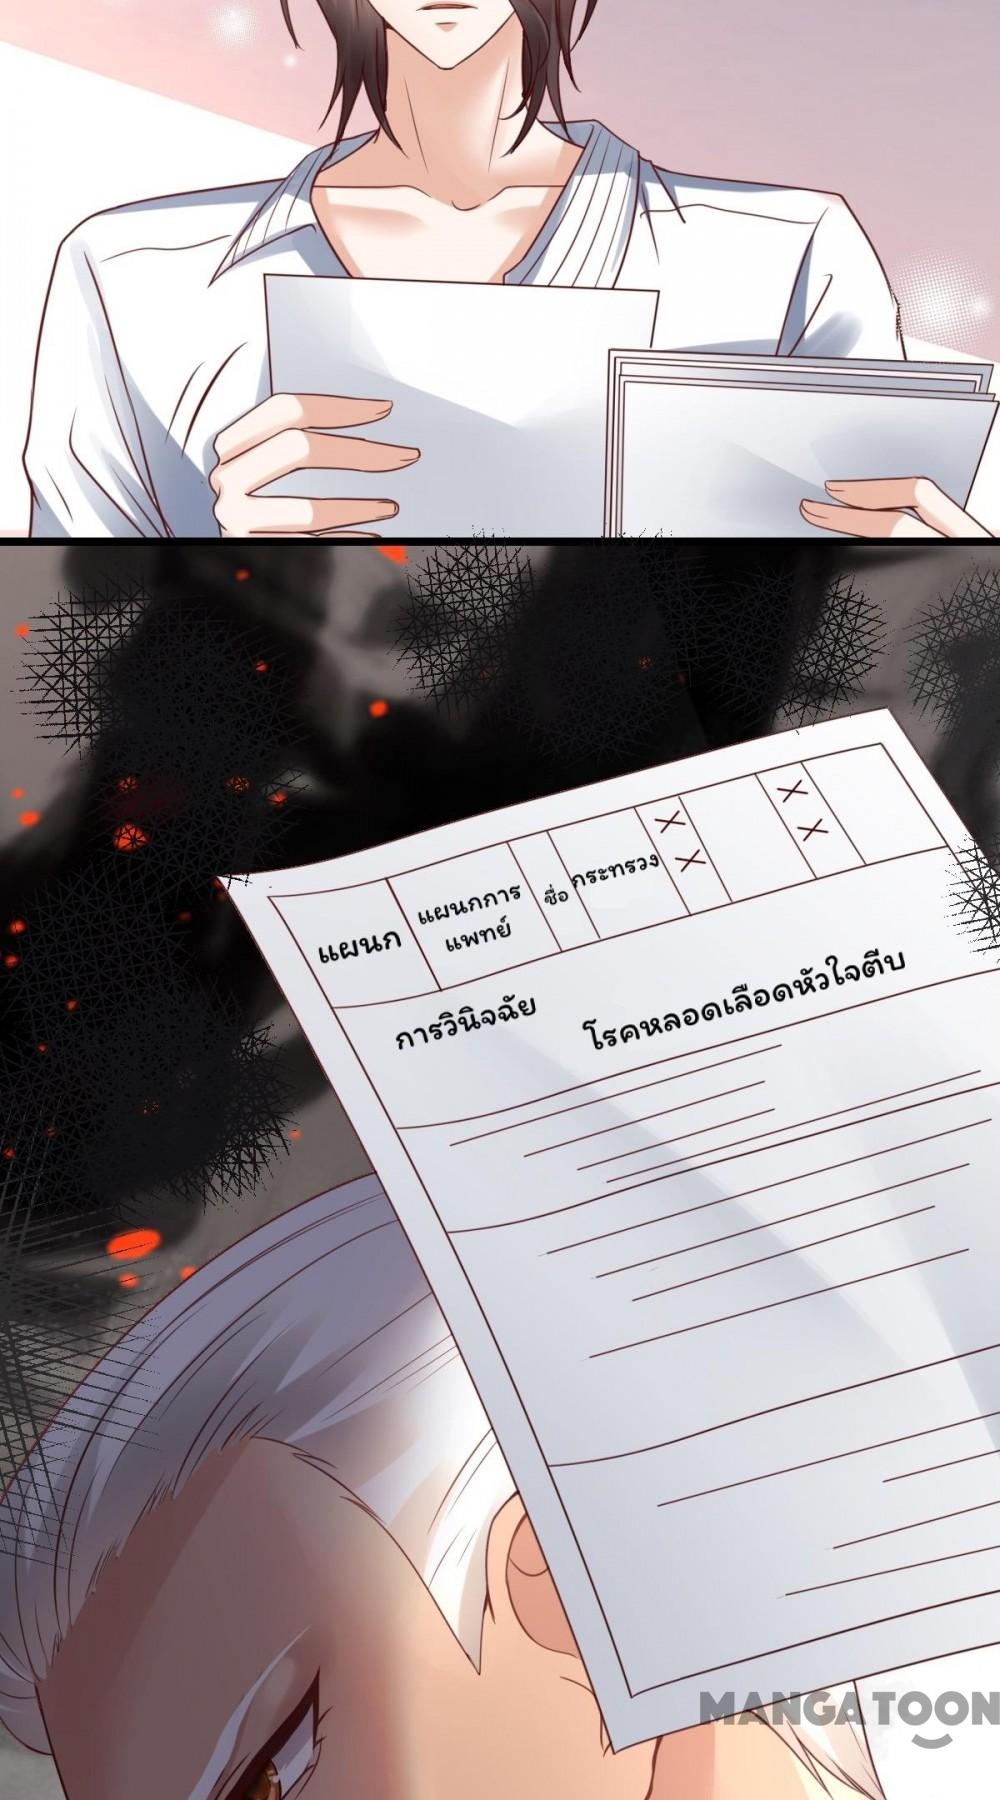 แผนก
แผนกการ
แพทย์
ชื่อ
กระทรวง
X X
X X
การวินิจฉัย
โรคหลอดเลือดหัวใจตีบ
MANGATOON